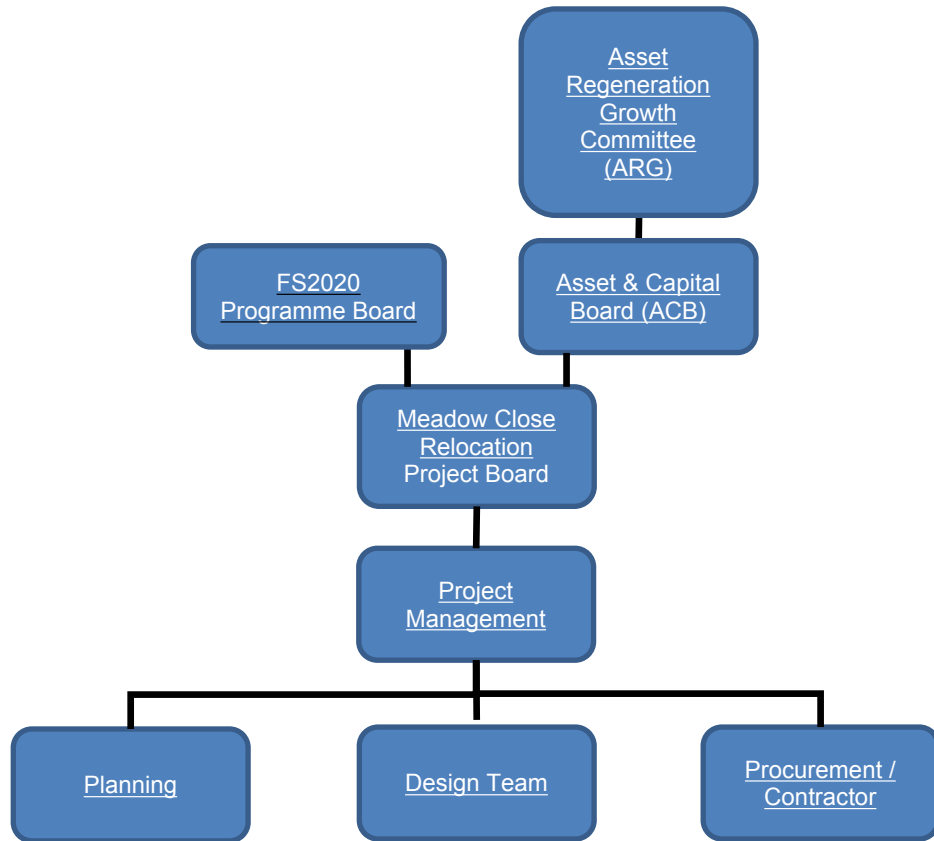 Asset
Regeneration
Growth
Committee
(ARG)
FS2020
Programme Board
Asset & Capital
Board (ACB)
Meadow Close
Relocation
Project Board
Project
Management
Planning
Design Team
Procurement /
Contractor